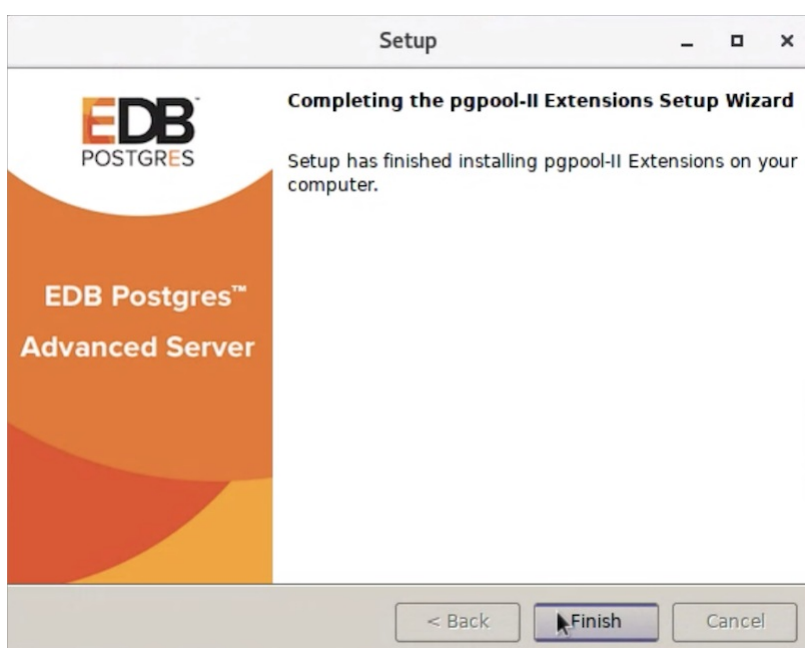 Setup
EDB
POSTGRES
EDB Postgres™
Advanced Server
Completing the pgpool-II Extensions Setup Wizard
Setup has finished installing pgpool-II Extensions on your
computer.
< Back
Finish
Cancel